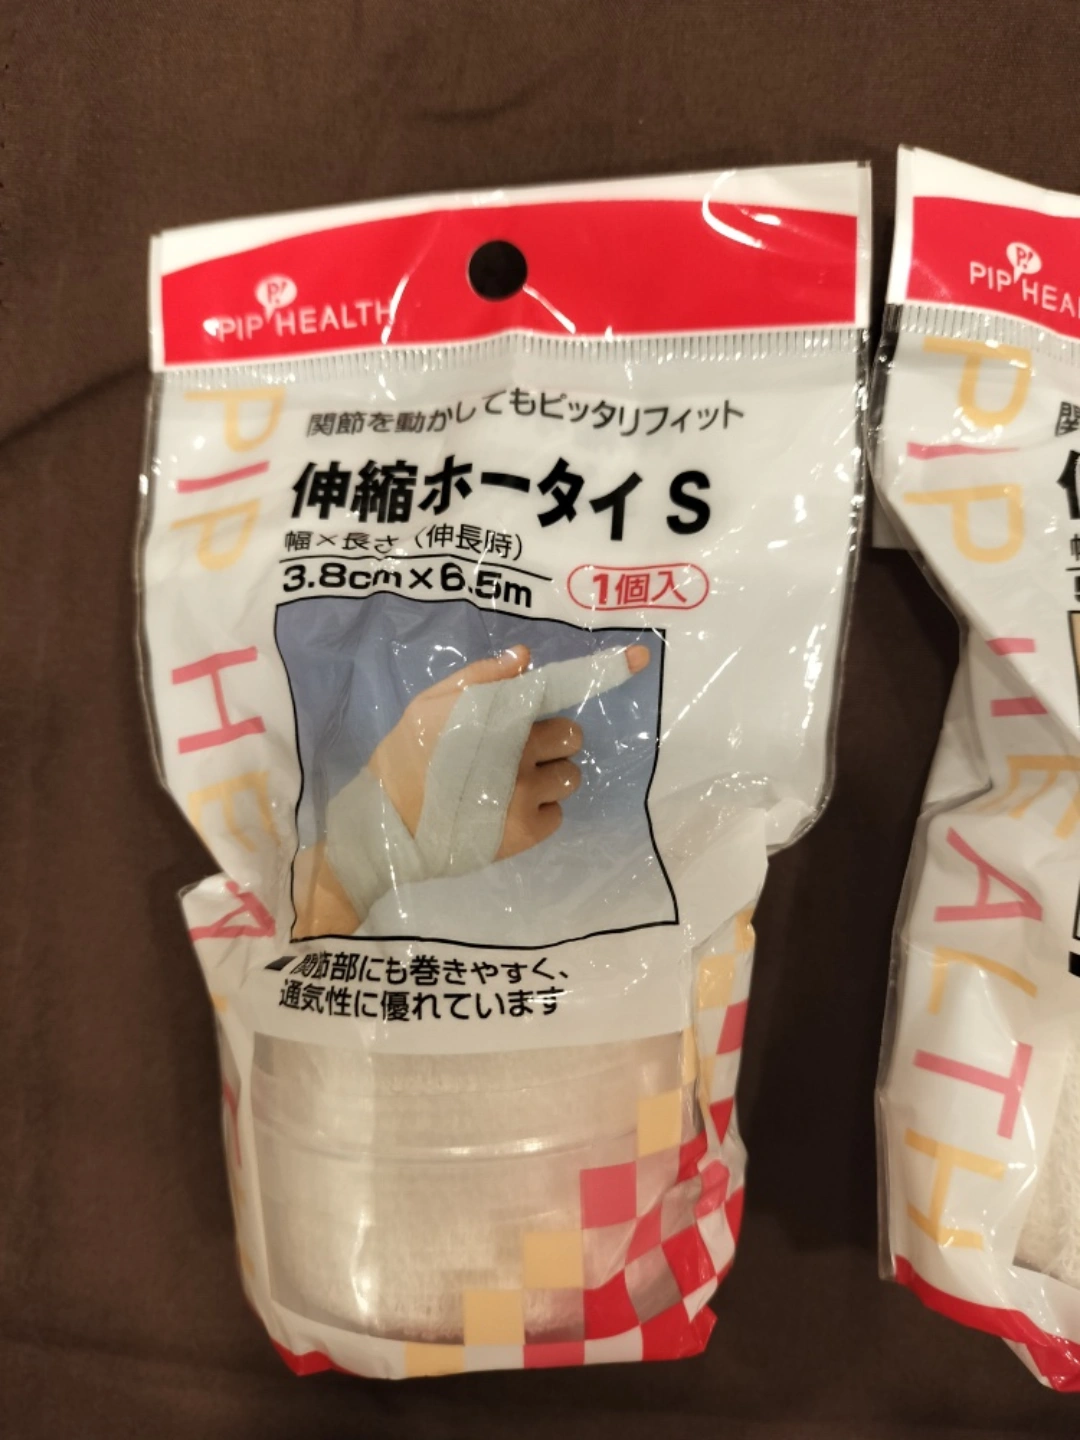 PIP HEALTH
PIP HEALTH
関節を動かしてもピッタリフィット
伸縮ホータイ S
幅×長さ（伸長時）
3.8cm×6.5m
1個入
■関節部にも巻きやすく、
通気性に優れています
PIP
PIP HEALTH